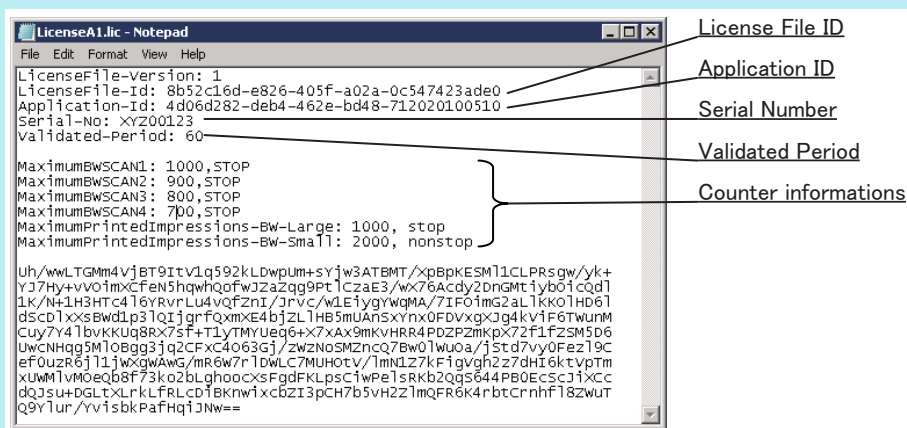 LicenseA1.lic - Notepad
File Edit Format View Help
LicenseFile-Version: 1
LicenseFile-Id: 8b52c16d-e826-405f-a02a-0c547423ade0
Application-Id: 4d06d282-deb4-462e-bd48-712020100510
Serial-No: XYZ00123
Validated-Period: 60
MaximumBWSCAN1: 1000,STOP
MaximumBWSCAN2: 900,STOP
MaximumBWSCAN3: 800,STOP
MaximumBWSCAN4: 700,STOP
MaximumPrintedImpressions-BW-Large: 1000, stop
MaximumPrintedImpressions-BW-Small: 2000, nonstop
Uh/wwLTGMm4VjBT9ItV1q592kLDwpUm+sYjw3ATBMT/XpBpKESMl1CLPRsgw/yk+
YJ7Hy+vVOimXCfeN5hqwhQofwJZaZqg9PtlCzaE3/wX76Acdy2DnGMtiyboicQdl
1K/N+1H3HTc4l6YRvrLu4vQfZnI/Jrvc/w1EiygYWqMA/7IFOimG2aLlKKOlHD6l
dScDlxXsBWd1p3lQIjgrfQxmXE4bjZLlHB5mUAnSxYnx0FDVxgXJg4kviF6TWunM
Cuy7Y4lbvKKUq8RX7sf+T1yTMYUeq6+X7xAx9mKvHRR4PDZPZmKpX72f1fZSM5D6
UwcNHqg5MlOBgg3jq2CFxC4O63Gj/zWzNoSMZncQ7Bw0lWUOa/jStd7vy0Fezl9C
ef0uzR6jl1jWXgWAwG/mR6W7rlDWLC7MUHOtV/lmN1Z7kFigVgh2z7dHI6ktVpTm
xUWMlvMOeQb8f73ko2bLghoocXsFgdFKLpsCiwPelsRKb2QqS644PB0EcScJiXCc
dQJsu+DGLtXLrkLfRLcDiBKnwixcbZI3pCH7b5vH2ZlmQFR6K4rbtCrnhfl8ZWuT
Q9Ylur/YvisbkPafHqiJNw==
License File ID
Application ID
Serial Number
Validated Period
Counter informations